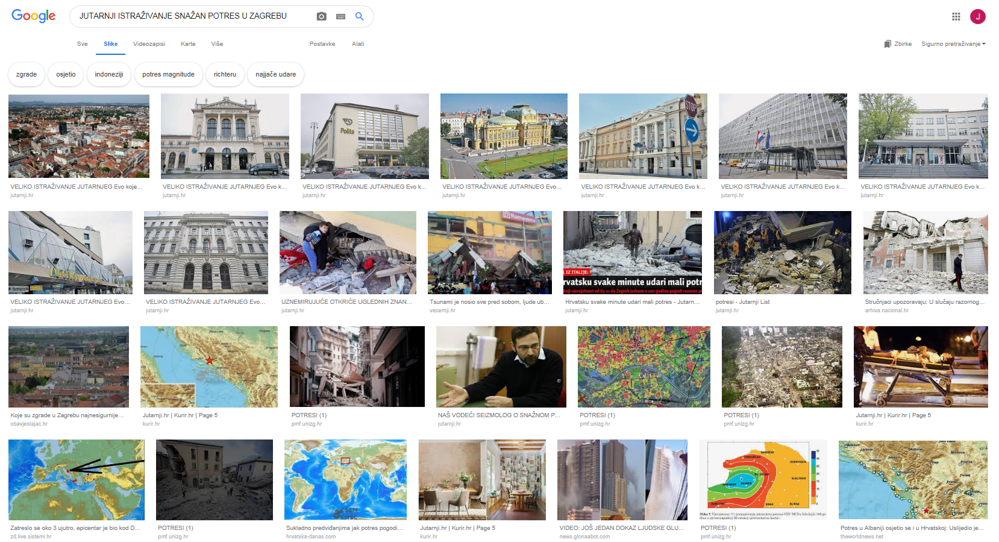 Google
JUTARNJI ISTRAŽIVANJE SNAŽAN POTRES U ZAGREBU
J
Sve Slike Videozapisi Karte Više Postavke Alati Zbirke Sigurno pretraživanje
zgrade osjetio indoneziji potres magnitude richteru najjače udare
Pošta
STOP
VELIKO ISTRAŽIVANJE JUTARNJEG Evo koje...
VELIKO ISTRAŽIVANJE JUTARNJEG Evo k...
VELIKO ISTRAŽIVANJE JUTARNJEG Evo k...
VELIKO ISTRAŽIVANJE JUTARNJEG Evo...
VELIKO ISTRAŽIVANJE JUTARNJEG Evo k...
VELIKO ISTRAŽIVANJE JUTARNJEG Evo k...
VELIKO ISTRAŽIVANJE JUTARNJEG Evo k...
jutarnji.hr jutarnji.hr jutarnji.hr jutarnji.hr jutarnji.hr jutarnji.hr jutarnji.hr
Ramayana
IZ ITALIJE:
rvatsku svake minute udari mali potr
VELIKO ISTRAŽIVANJE JUTARNJEG Evo...
VELIKO ISTRAŽIVANJE JUTARNJEG Evo...
UZNEMIRUJUĆE OTKRIĆE UGLEDNIH ZNAN...
Tsunami je nosio sve pred sobom, ljude ub...
Hrvatsku svake minute udari mali potres - Jutarn...
potresi - Jutarnji List
Stručnjaci upozoravaju: U slučaju razornog...
jutarnji.hr jutarnji.hr jutarnji.hr vecernji.hr jutarnji.hr jutarnji.hr arhiva.nacional.hr
Koje su zgrade u Zagrebu najnesigurnije...
Jutarnji.hr | Kurir.hr | Page 5
POTRESI (1)
NAŠ VODEĆI SEIZMOLOG O SNAŽNOM P...
POTRESI (1)
POTRESI (1)
Jutarnji.hr | Kurir.hr | Page 5
obavjestajac.hr kurir.hr pmf.unizg.hr jutarnji.hr pmf.unizg.hr pmf.unizg.hr kurir.hr
CSEM
EMSC
VARAŽDIN
KOPRIVNICA
BJELOVAR
ZAGREB
SISAK
KUTINA
Zatreslo se oko 3 ujutro, epicentar je bio kod D...
POTRESI (1)
Sukladno predviđanjima jak potres pogodi...
Jutarnji.hr | Kurir.hr | Page 5
VIDEO: JOŠ JEDAN DOKAZ LJUDSKE GLU...
POTRESI (1)
Potres u Albaniji osjetio se i u Hrvatskoj: Uslijedio je...
zd.live.sistemi.hr pmf.unizg.hr hrvatska-danas.com kurir.hr news.glonaabot.com pmf.unizg.hr theworldnews.net